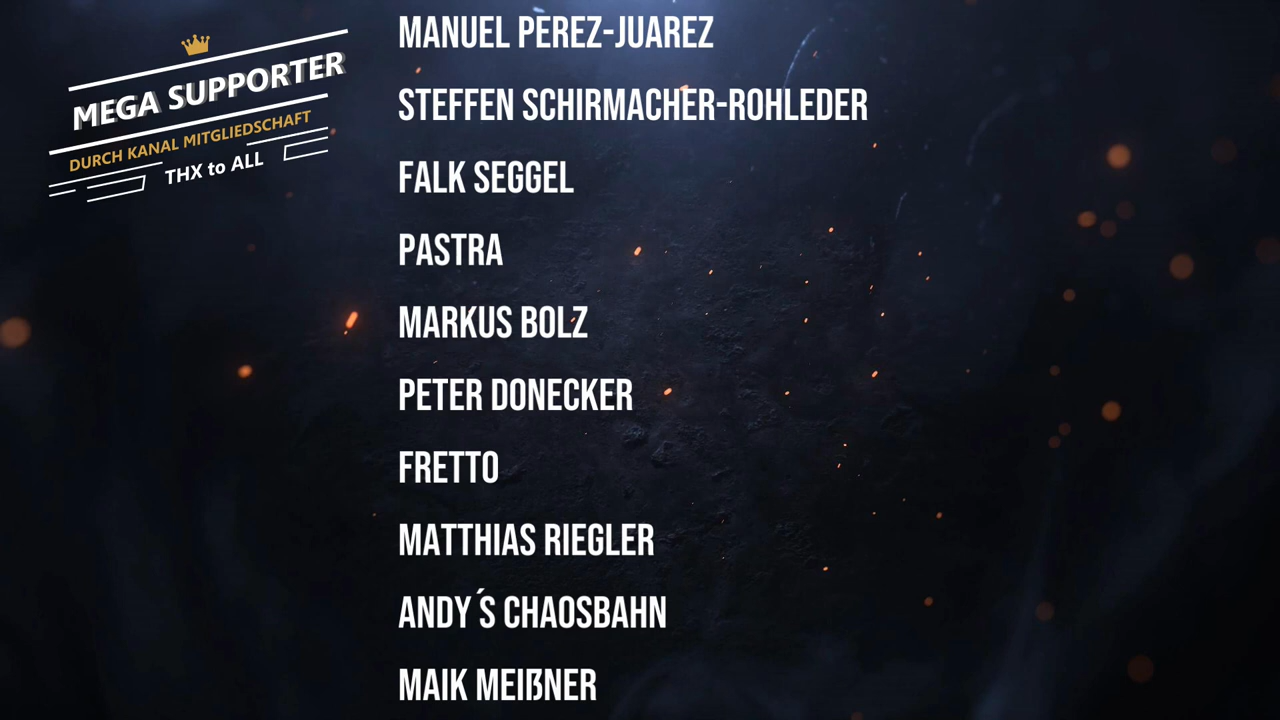 MEGA SUPPORTER
DURCH KANAL MITGLIEDSCHAFT
THX to ALL
MANUEL PEREZ-JUAREZ
STEFFEN SCHIRMACHER-ROHLEDER
FALK SEGGEL
PASTRA
MARKUS BOLZ
PETER DONECKER
FRETTO
MATTHIAS RIEGLER
ANDY´S CHAOSBAHN
MAIK MEIßNER